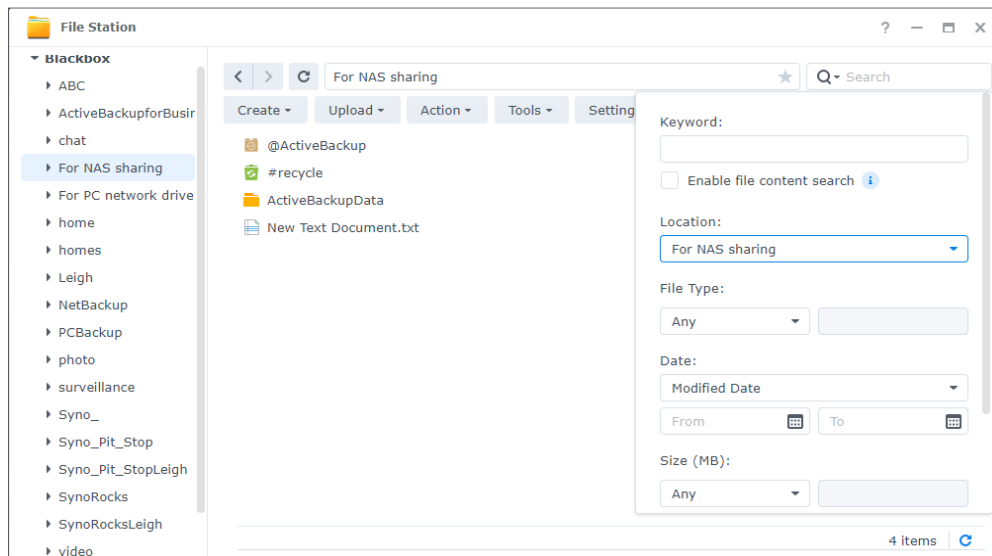 File Station
Blackbox
ABC
ActiveBackupforBusir
chat
For NAS sharing
For PC network drive
home
homes
Leigh
NetBackup
PCBackup
photo
surveillance
Syno_
Syno_Pit_Stop
Syno_Pit_StopLeigh
SynoRocks
SynoRocksLeigh
video
For NAS sharing
Search
Create
Upload
Action
Tools
Setting
@ActiveBackup
#recycle
ActiveBackupData
New Text Document.txt
Keyword:
Enable file content search
Location:
For NAS sharing
File Type:
Any
Date:
Modified Date
From To
Size (MB):
Any
4 items